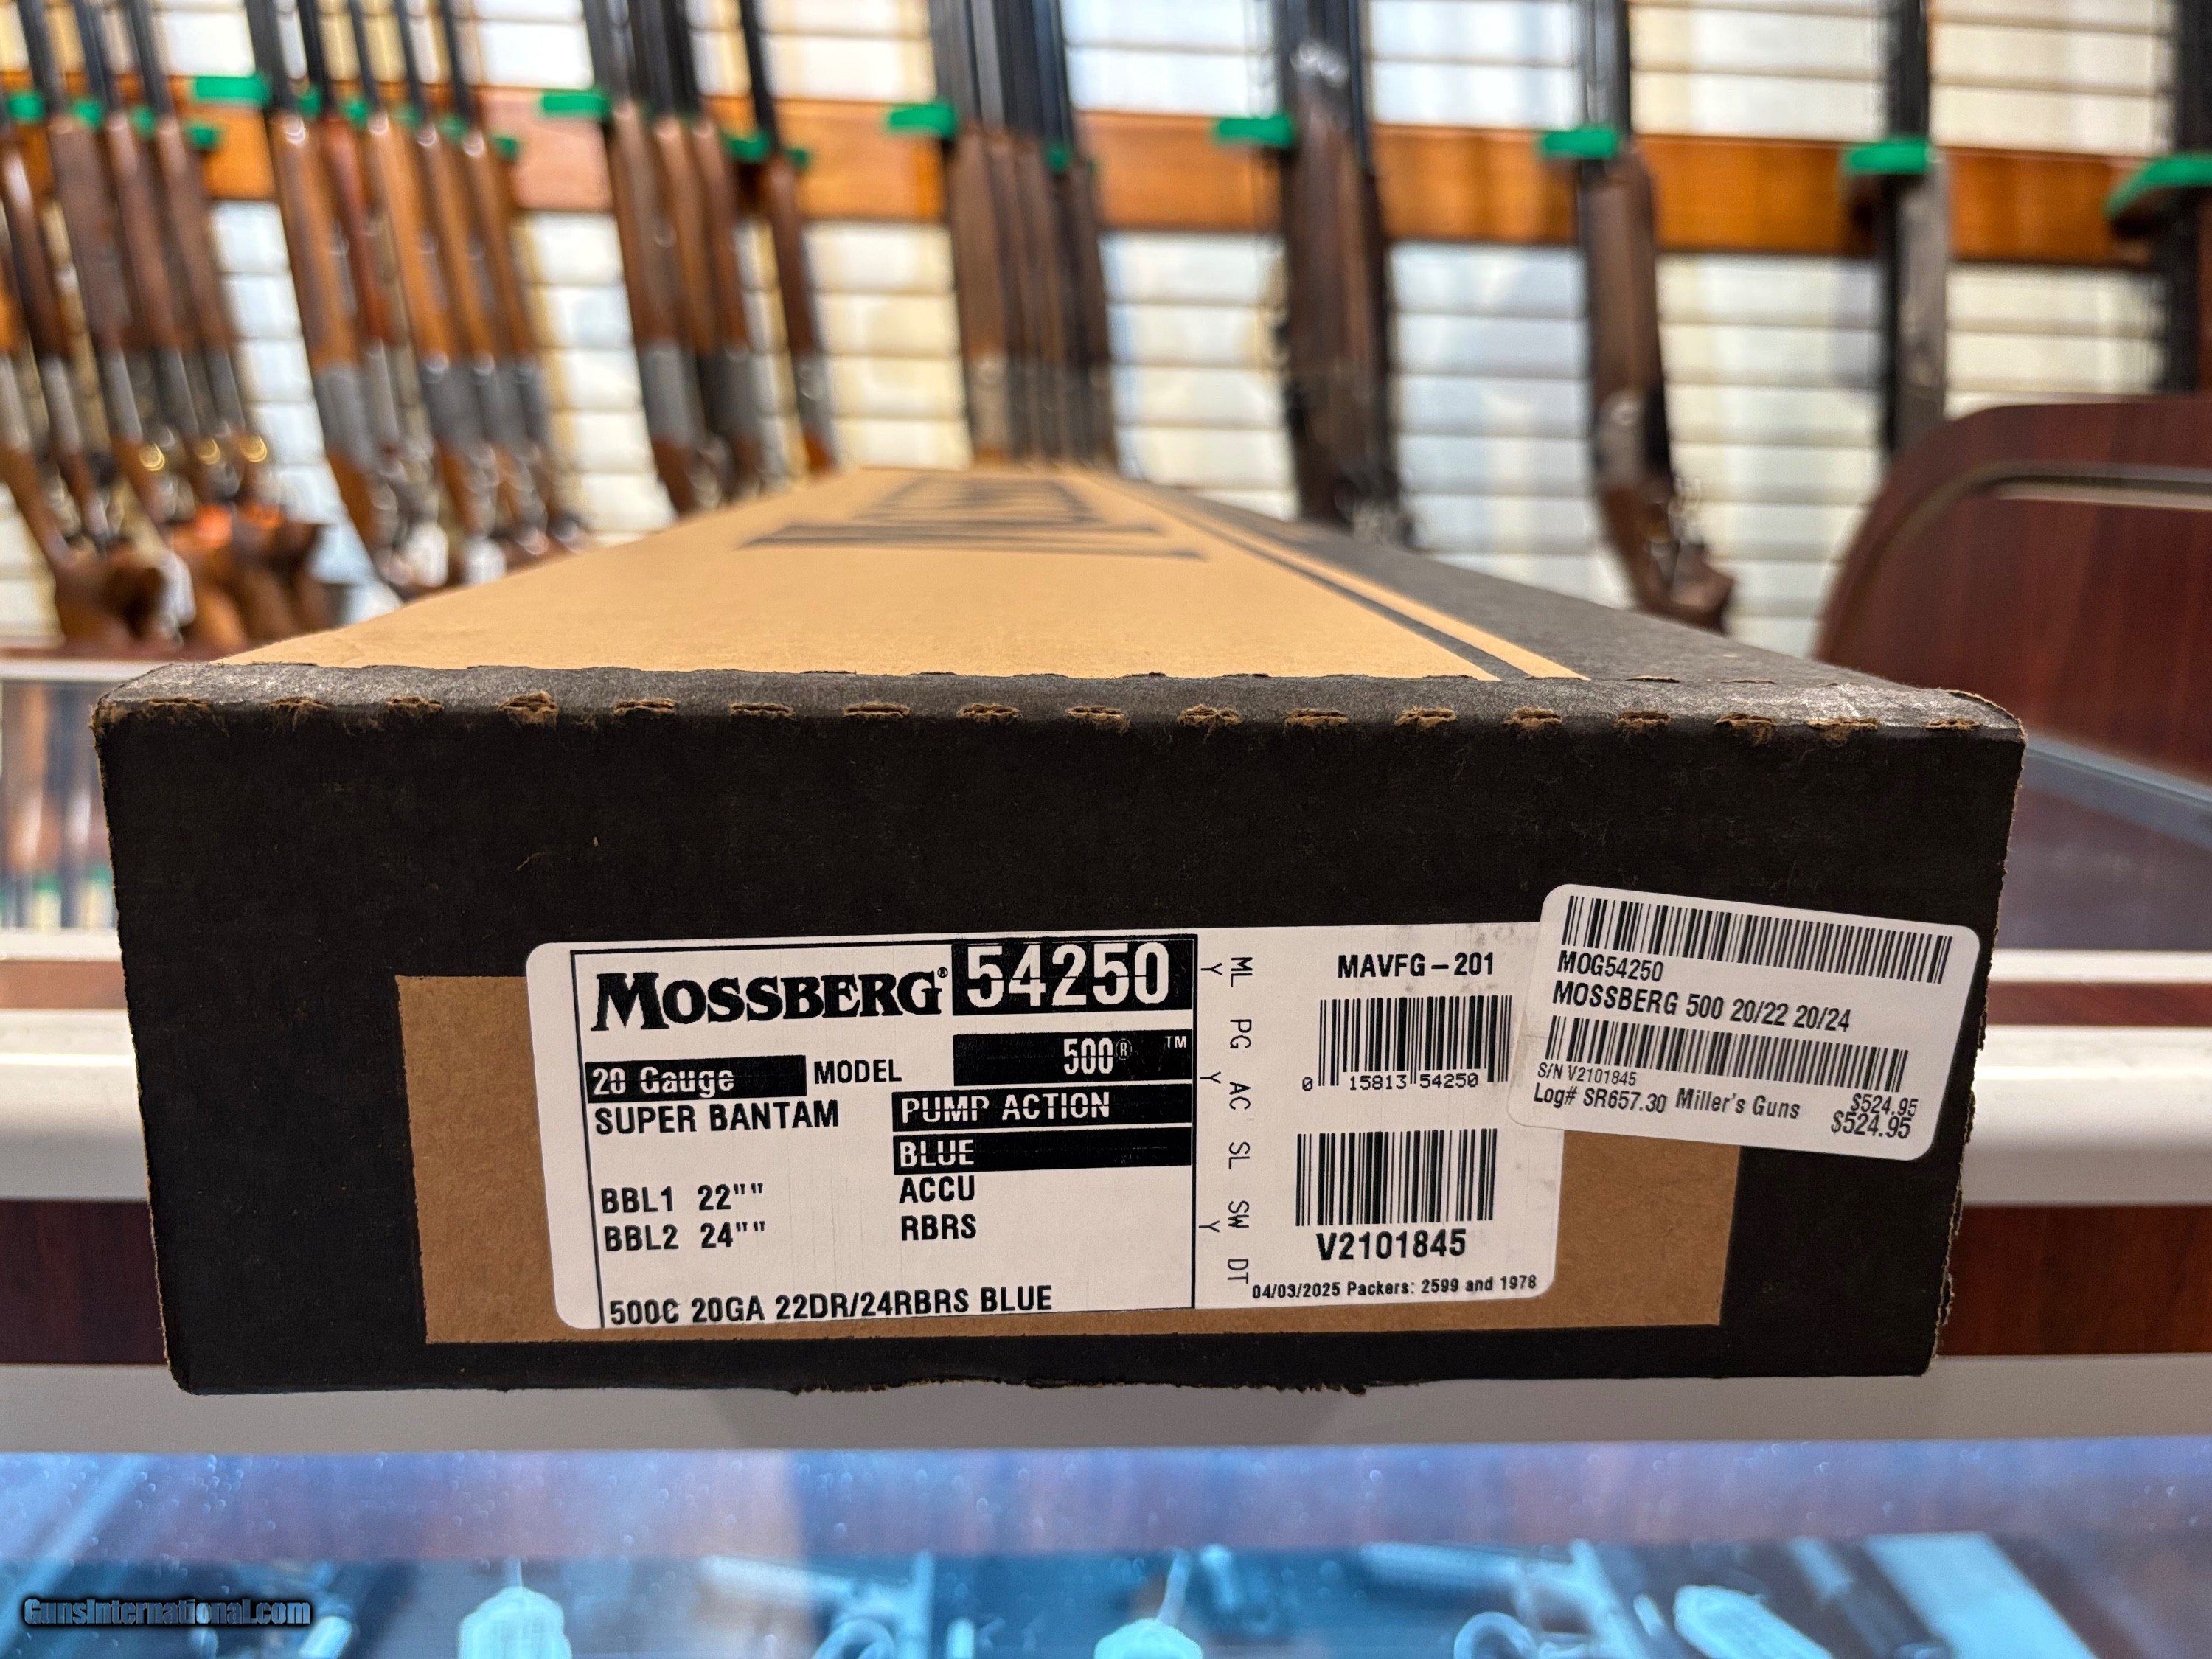 MOSSBERG® 54250
20 Gauge MODEL 500® ™
SUPER BANTAM PUMP ACTION
BLUE
BBL1 22"" ACCU
BBL2 24"" RBRS
500C 20GA 22DR/24RBRS BLUE
ML PG AC SL SW DT
Y Y Y
MAVFG-201
0 15813 54250
V2101845
04/03/2025 Packers: 2599 and 1978
MOG54250
MOSSBERG 500 20/22 20/24
S/N V2101845
$524.95
Log# SR657.30 Miller's Guns $524.95
GunsInternational.com